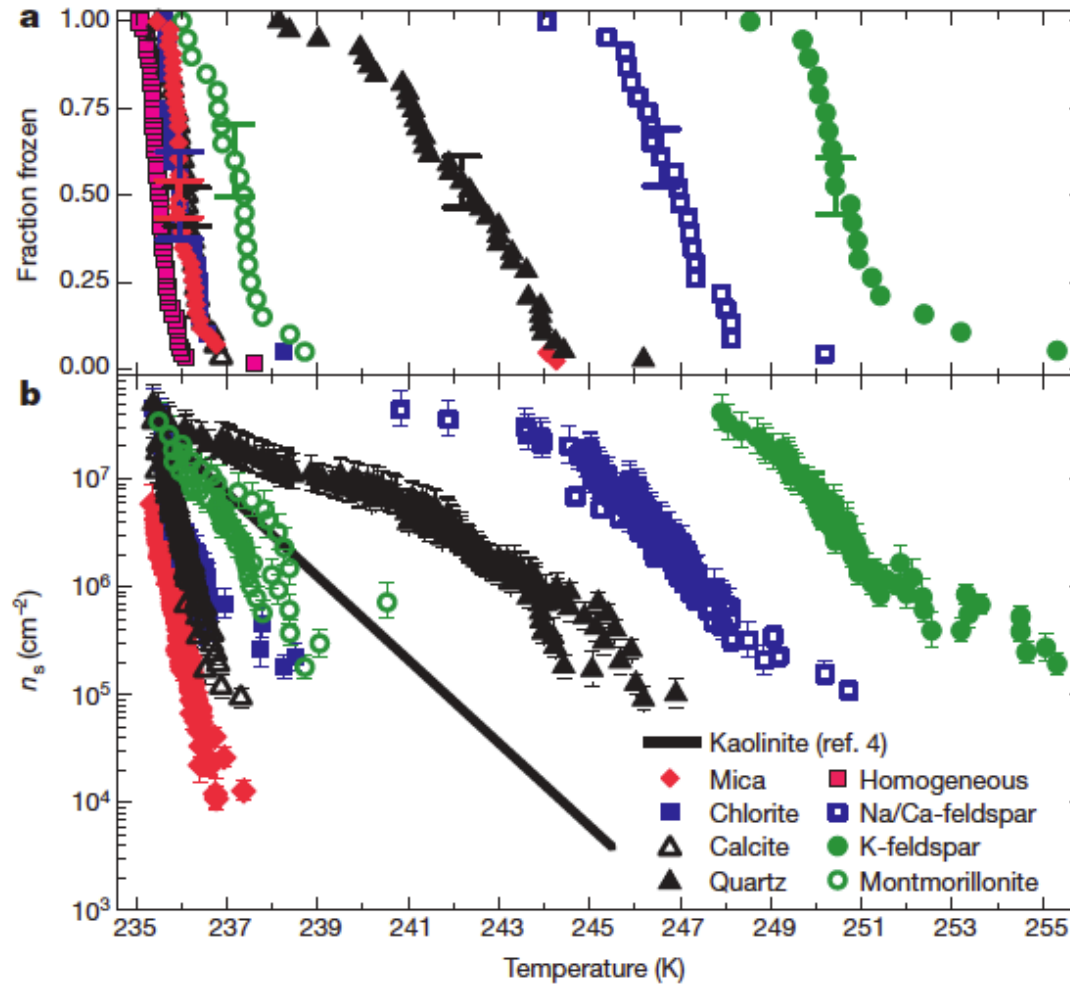 a
1.00
0.75
0.50
0.25
0.00
Fraction frozen
b
10⁷
10⁶
10⁵
10⁴
10³
nₛ (cm⁻²)
Kaolinite (ref. 4)
Mica
Homogeneous
Chlorite
Na/Ca-feldspar
Calcite
K-feldspar
Quartz
Montmorillonite
235 237 239 241 243 245 247 249 251 253 255
Temperature (K)